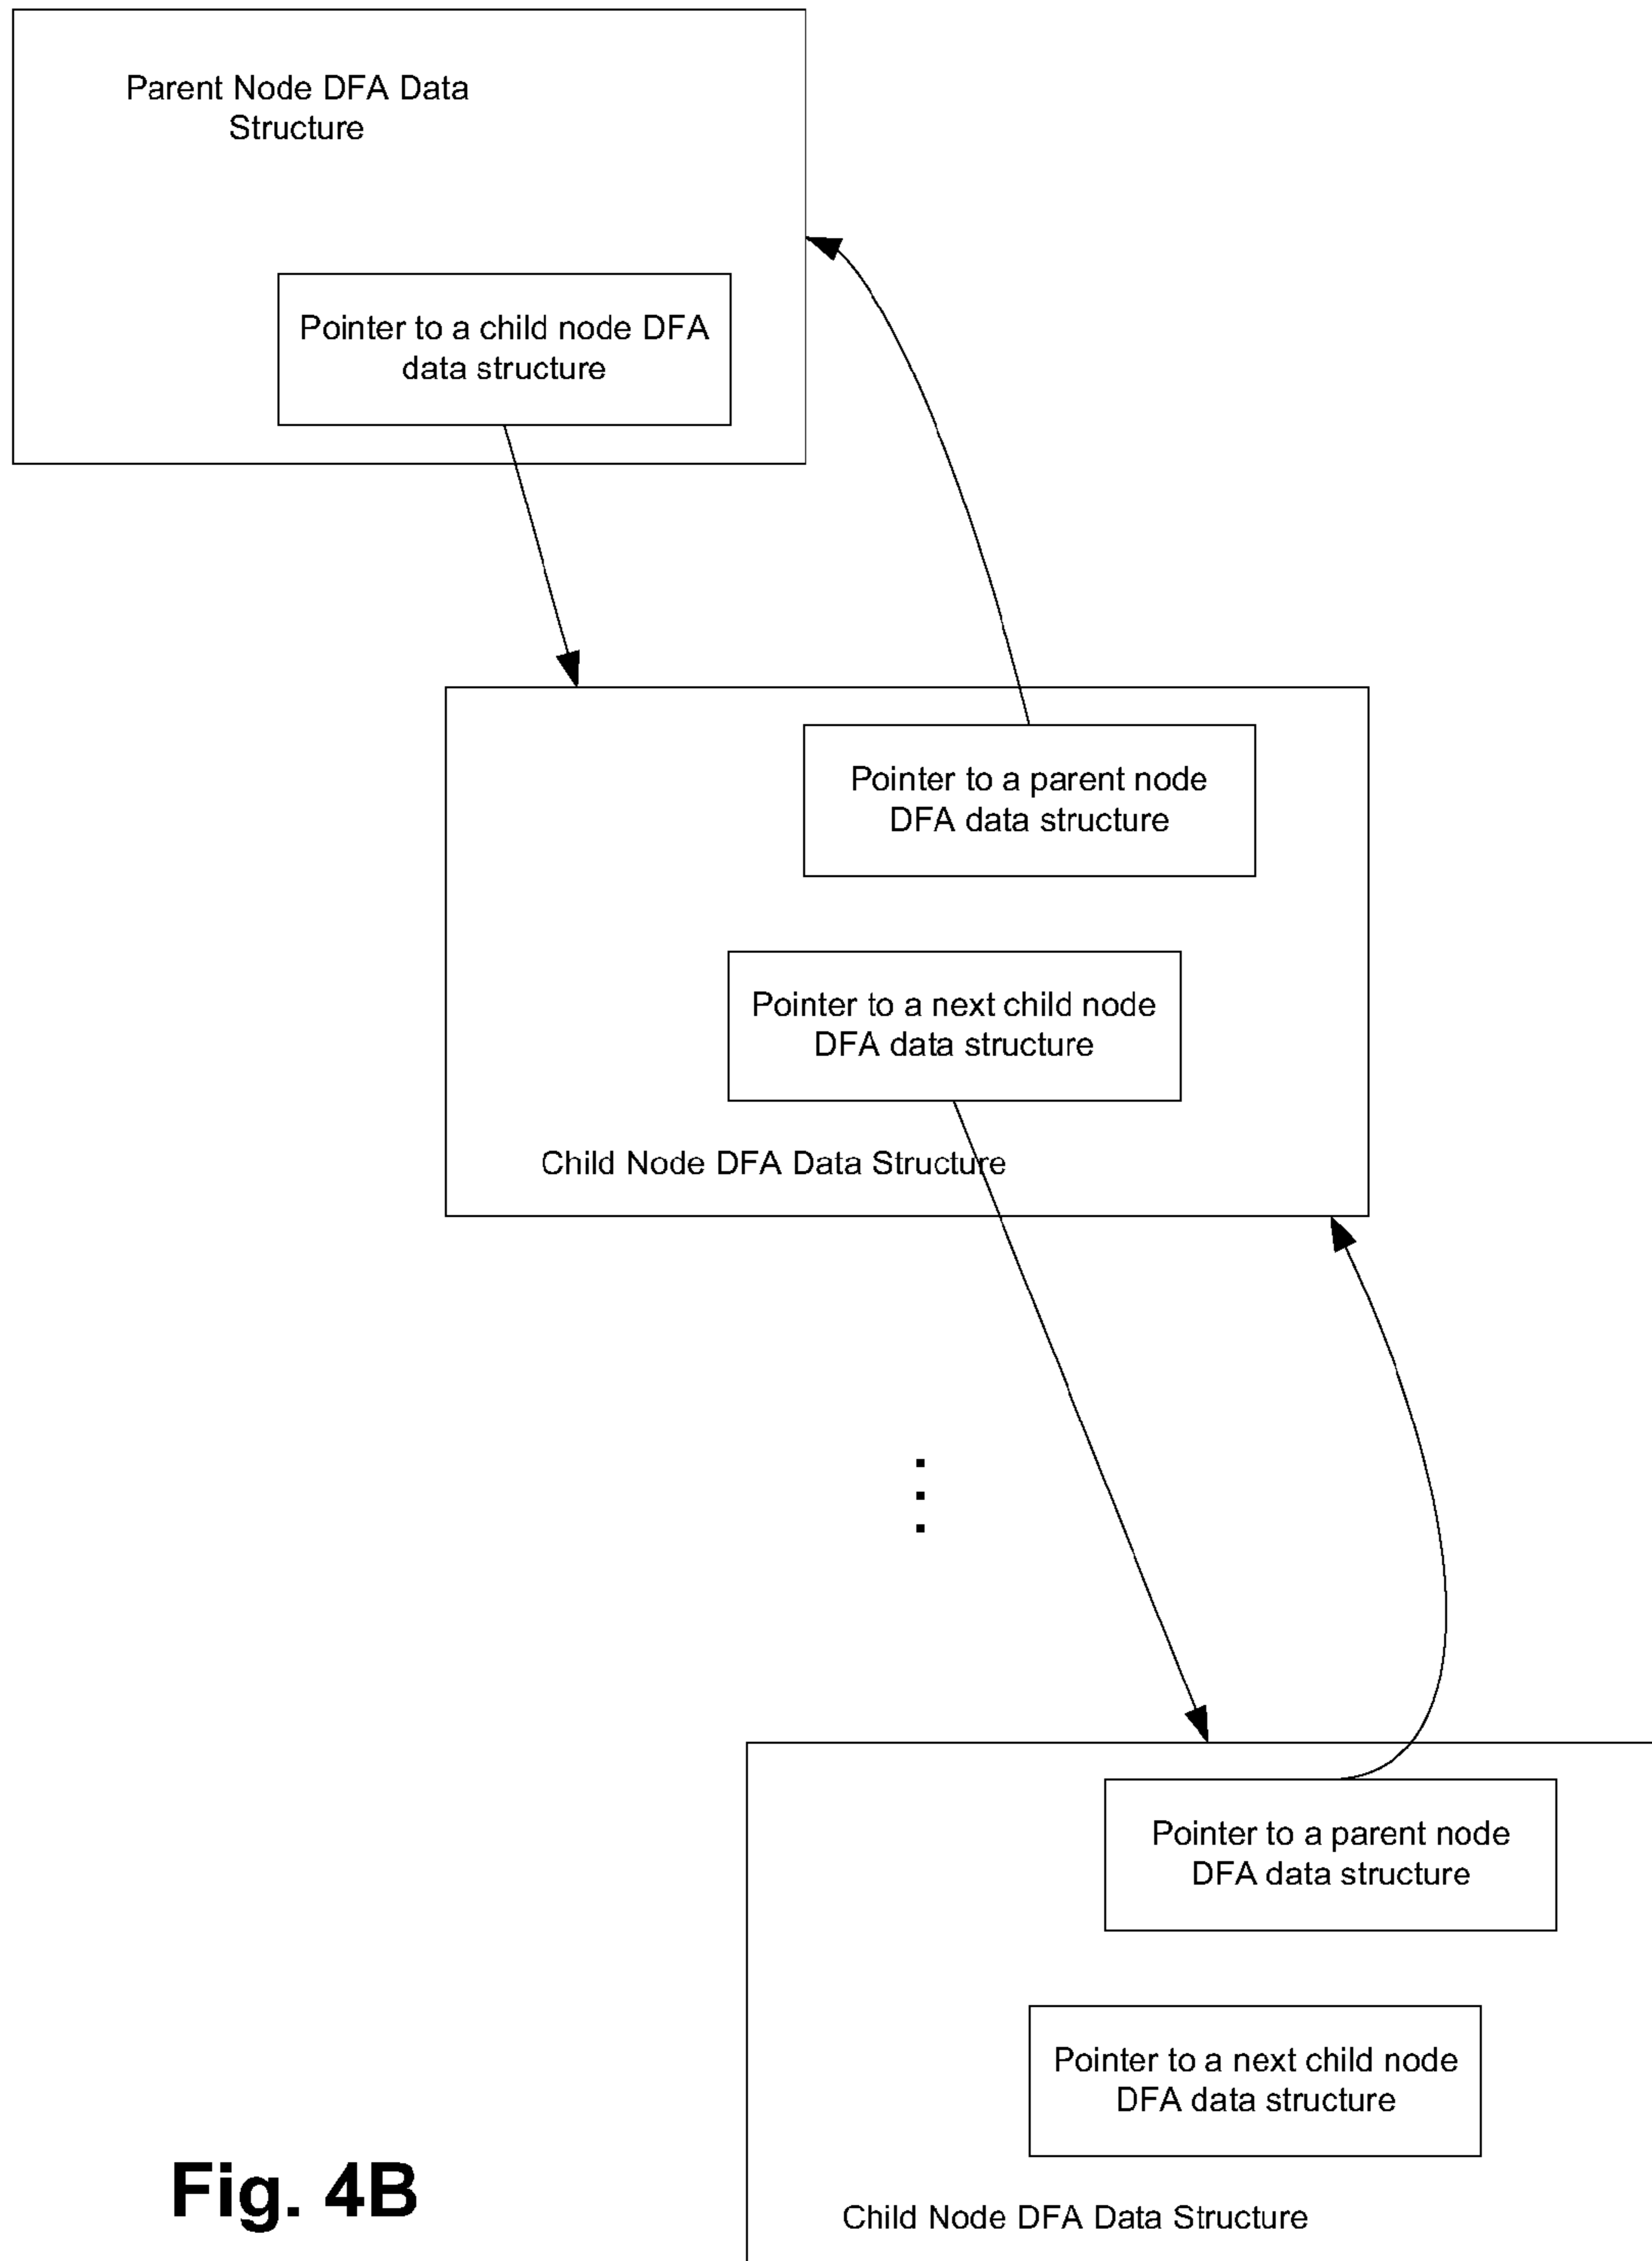 Parent Node DFA Data
Structure
Pointer to a child node DFA
data structure
Pointer to a parent node
DFA data structure
Pointer to a next child node
DFA data structure
Child Node DFA Data Structure
Pointer to a parent node
DFA data structure
Pointer to a next child node
DFA data structure
Child Node DFA Data Structure
Fig. 4B